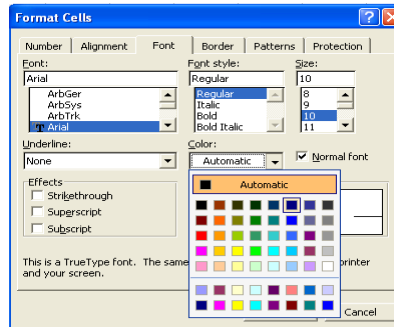 Format Cells
Number Alignment Font Border Patterns Protection
Font: Font style: Size:
Arial Regular 10
ArbGer Regular 8
ArbSys Italic 9
ArbTrk Bold 10
Arial Bold Italic 11
Underline: Color:
None Automatic Normal font
Effects Automatic
Strikethrough
Superscript
Subscript
This is a TrueType font. The same printer
and your screen.
Cancel